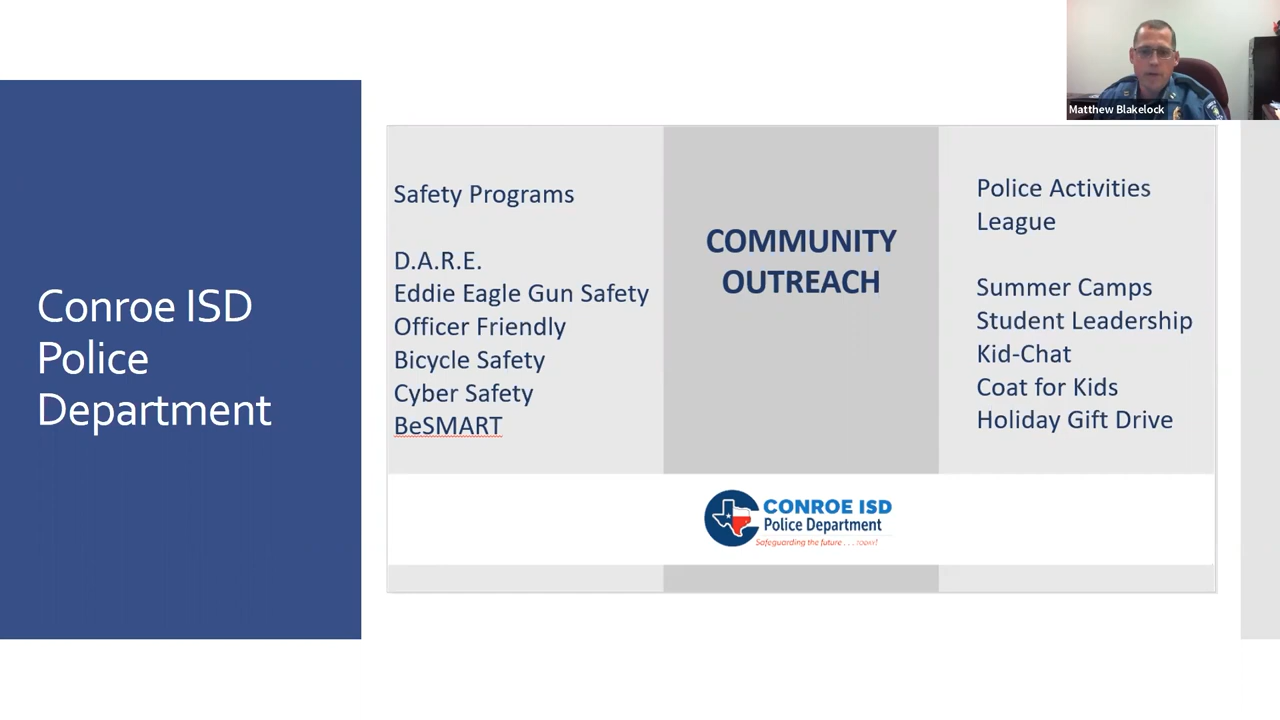 Matthew Blakelock
Conroe ISD
Police
Department
Safety Programs
D.A.R.E.
Eddie Eagle Gun Safety
Officer Friendly
Bicycle Safety
Cyber Safety
BeSMART
COMMUNITY
OUTREACH
Police Activities
League
Summer Camps
Student Leadership
Kid-Chat
Coat for Kids
Holiday Gift Drive
CONROE ISD
Police Department
Safeguarding the future . . . TODAY!